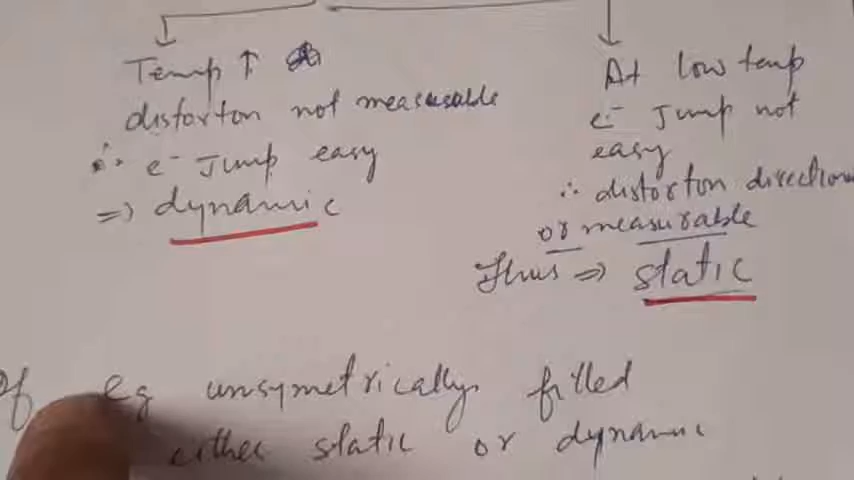 Temp ↑
distorton not measurable
∴ e⁻ Jump easy
=> dynamic
At low temp
e⁻ Jump not
easy
∴ distorton direction
or measurable
Thus => static
If eg unsymetrically filled
either static or dynamic